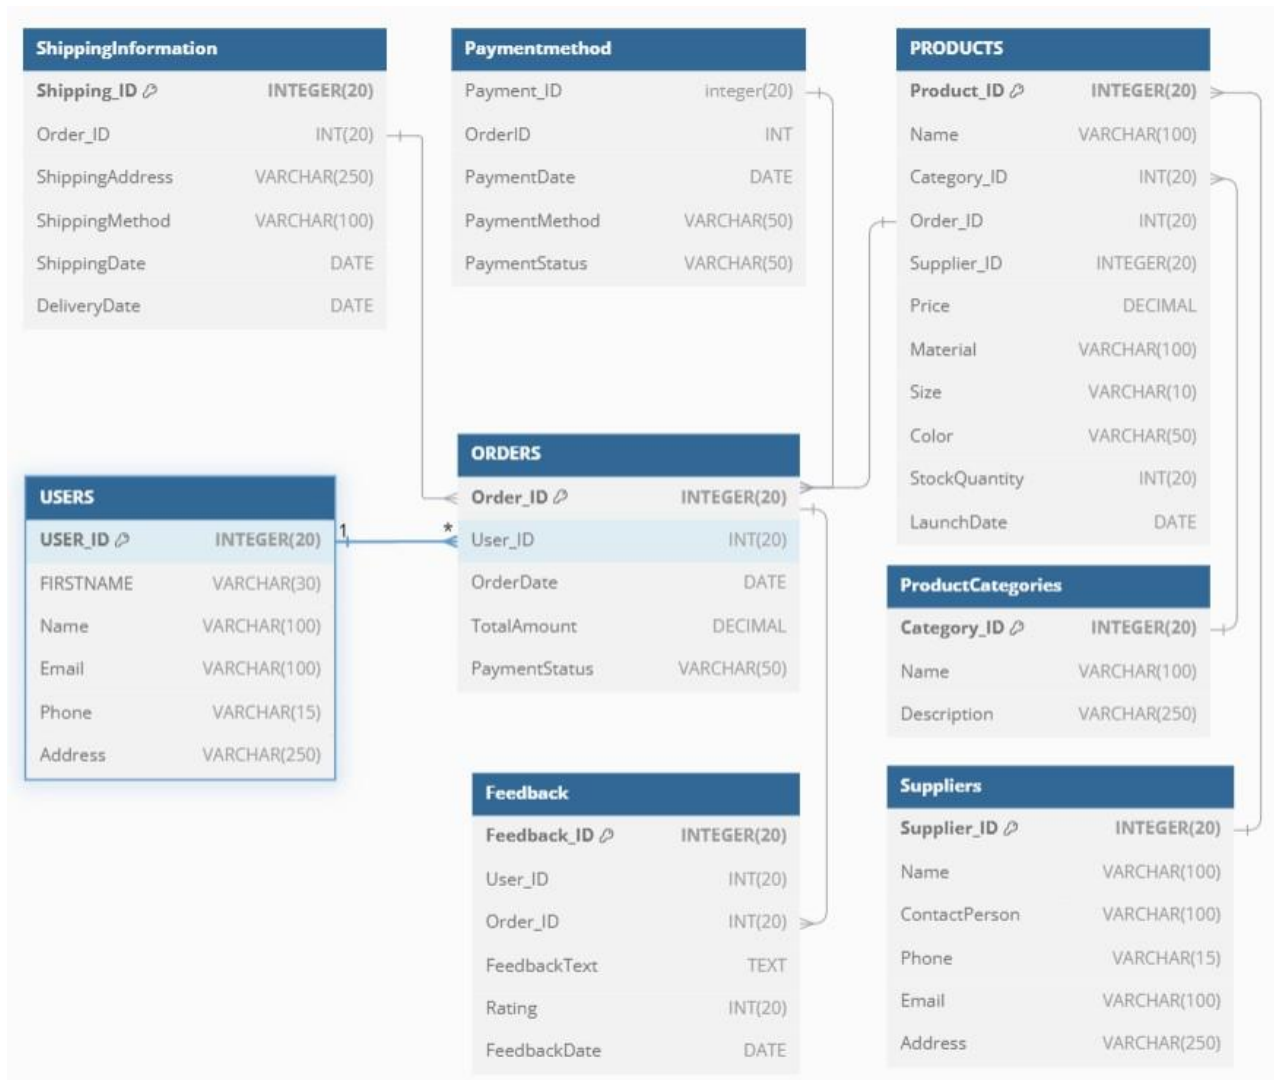 ShippingInformation
Shipping_ID INTEGER(20)
Order_ID INT(20)
ShippingAddress VARCHAR(250)
ShippingMethod VARCHAR(100)
ShippingDate DATE
DeliveryDate DATE
Paymentmethod
Payment_ID integer(20)
OrderID INT
PaymentDate DATE
PaymentMethod VARCHAR(50)
PaymentStatus VARCHAR(50)
PRODUCTS
Product_ID INTEGER(20)
Name VARCHAR(100)
Category_ID INT(20)
Order_ID INT(20)
Supplier_ID INTEGER(20)
Price DECIMAL
Material VARCHAR(100)
Size VARCHAR(10)
Color VARCHAR(50)
StockQuantity INT(20)
LaunchDate DATE
USERS
USER_ID INTEGER(20)
FIRSTNAME VARCHAR(30)
Name VARCHAR(100)
Email VARCHAR(100)
Phone VARCHAR(15)
Address VARCHAR(250)
1 *
ORDERS
Order_ID INTEGER(20)
User_ID INT(20)
OrderDate DATE
TotalAmount DECIMAL
PaymentStatus VARCHAR(50)
ProductCategories
Category_ID INTEGER(20)
Name VARCHAR(100)
Description VARCHAR(250)
Feedback
Feedback_ID INTEGER(20)
User_ID INT(20)
Order_ID INT(20)
FeedbackText TEXT
Rating INT(20)
FeedbackDate DATE
Suppliers
Supplier_ID INTEGER(20)
Name VARCHAR(100)
ContactPerson VARCHAR(100)
Phone VARCHAR(15)
Email VARCHAR(100)
Address VARCHAR(250)